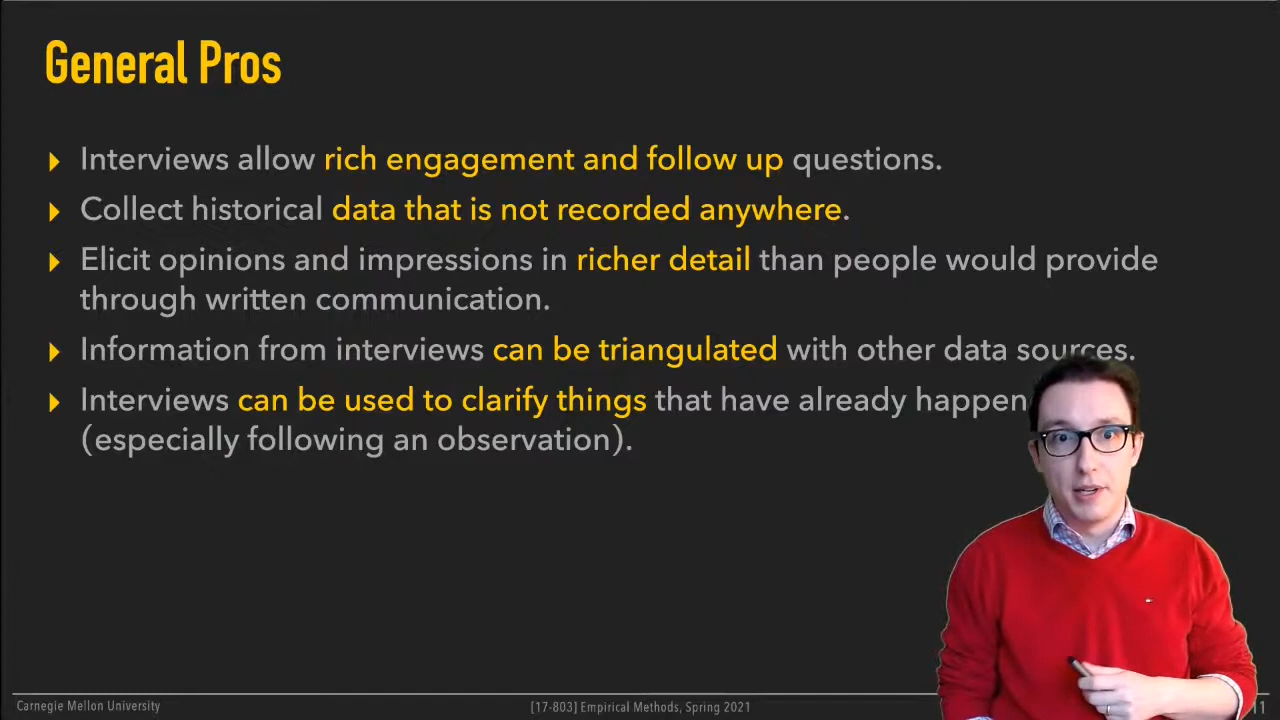 General Pros
Interviews allow rich engagement and follow up questions.
Collect historical data that is not recorded anywhere.
Elicit opinions and impressions in richer detail than people would provide
through written communication.
Information from interviews can be triangulated with other data sources.
Interviews can be used to clarify things that have already happen
(especially following an observation).
Carnegie Mellon University
[17-803] Empirical Methods, Spring 2021
11